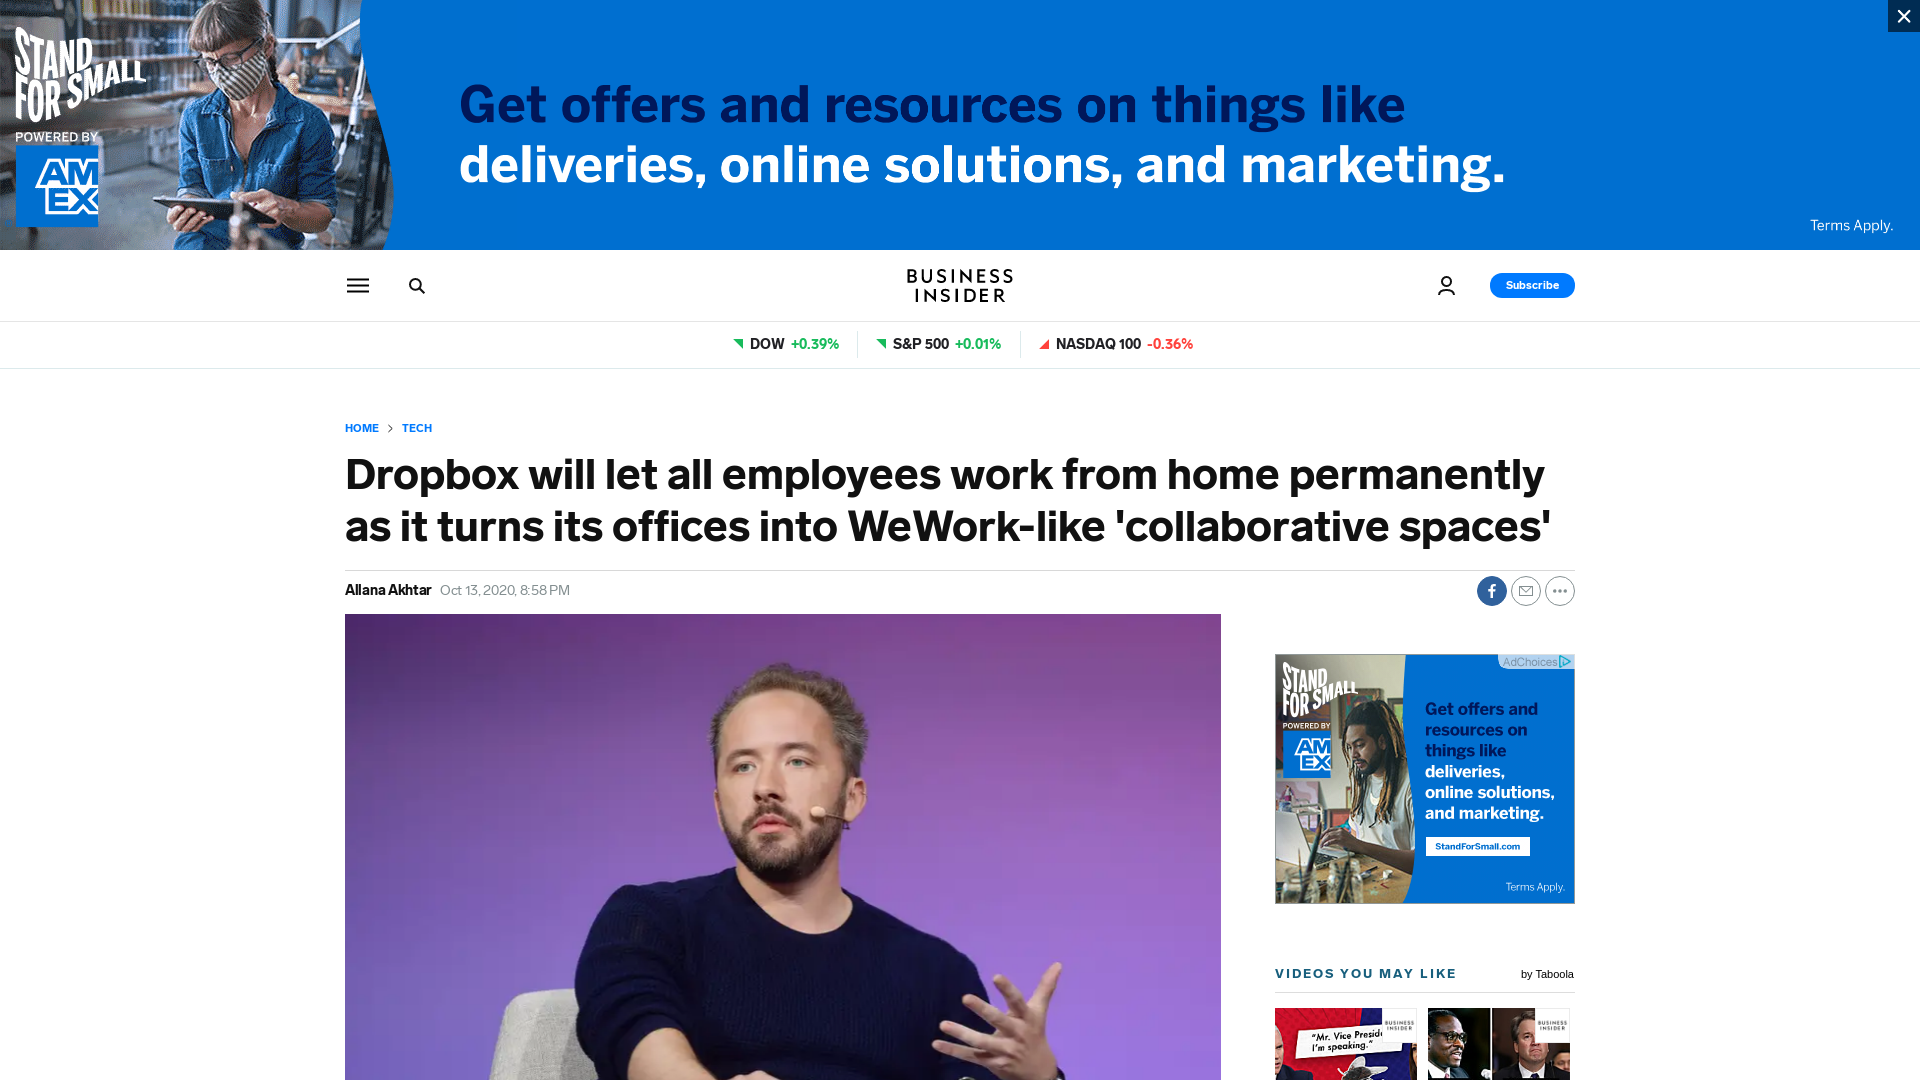 STAND
FOR SMALL
POWERED BY
AM
EX
Get offers and resources on things like
deliveries, online solutions, and marketing.
Terms Apply.
BUSINESS
INSIDER
Subscribe
DOW +0.39%
S&P 500 +0.01%
NASDAQ 100 -0.36%
HOME > TECH
Dropbox will let all employees work from home permanently
as it turns its offices into WeWork-like 'collaborative spaces'
Allana Akhtar Oct 13, 2020, 8:58 PM
AdChoices
STAND
FOR SMALL
POWERED BY
AM
EX
Get offers and
resources on
things like
deliveries,
online solutions,
and marketing.
StandForSmall.com
Terms Apply.
VIDEOS YOU MAY LIKE
by Taboola
"Mr. Vice
I'm speaking."
BUSINESS
INSIDER
BUSINESS
INSIDER